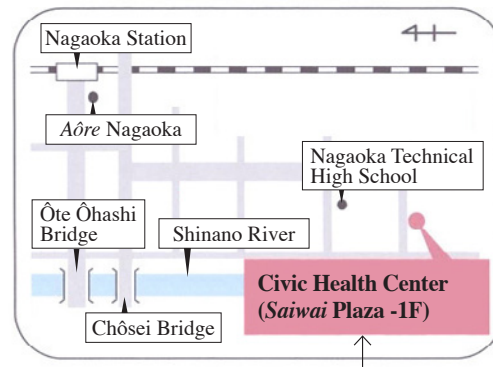 Nagaoka Station
Aôre Nagaoka
Nagaoka Technical
High School
Ôte Ôhashi
Bridge
Shinano River
Civic Health Center
(Saiwai Plaza -1F)
Chôsei Bridge